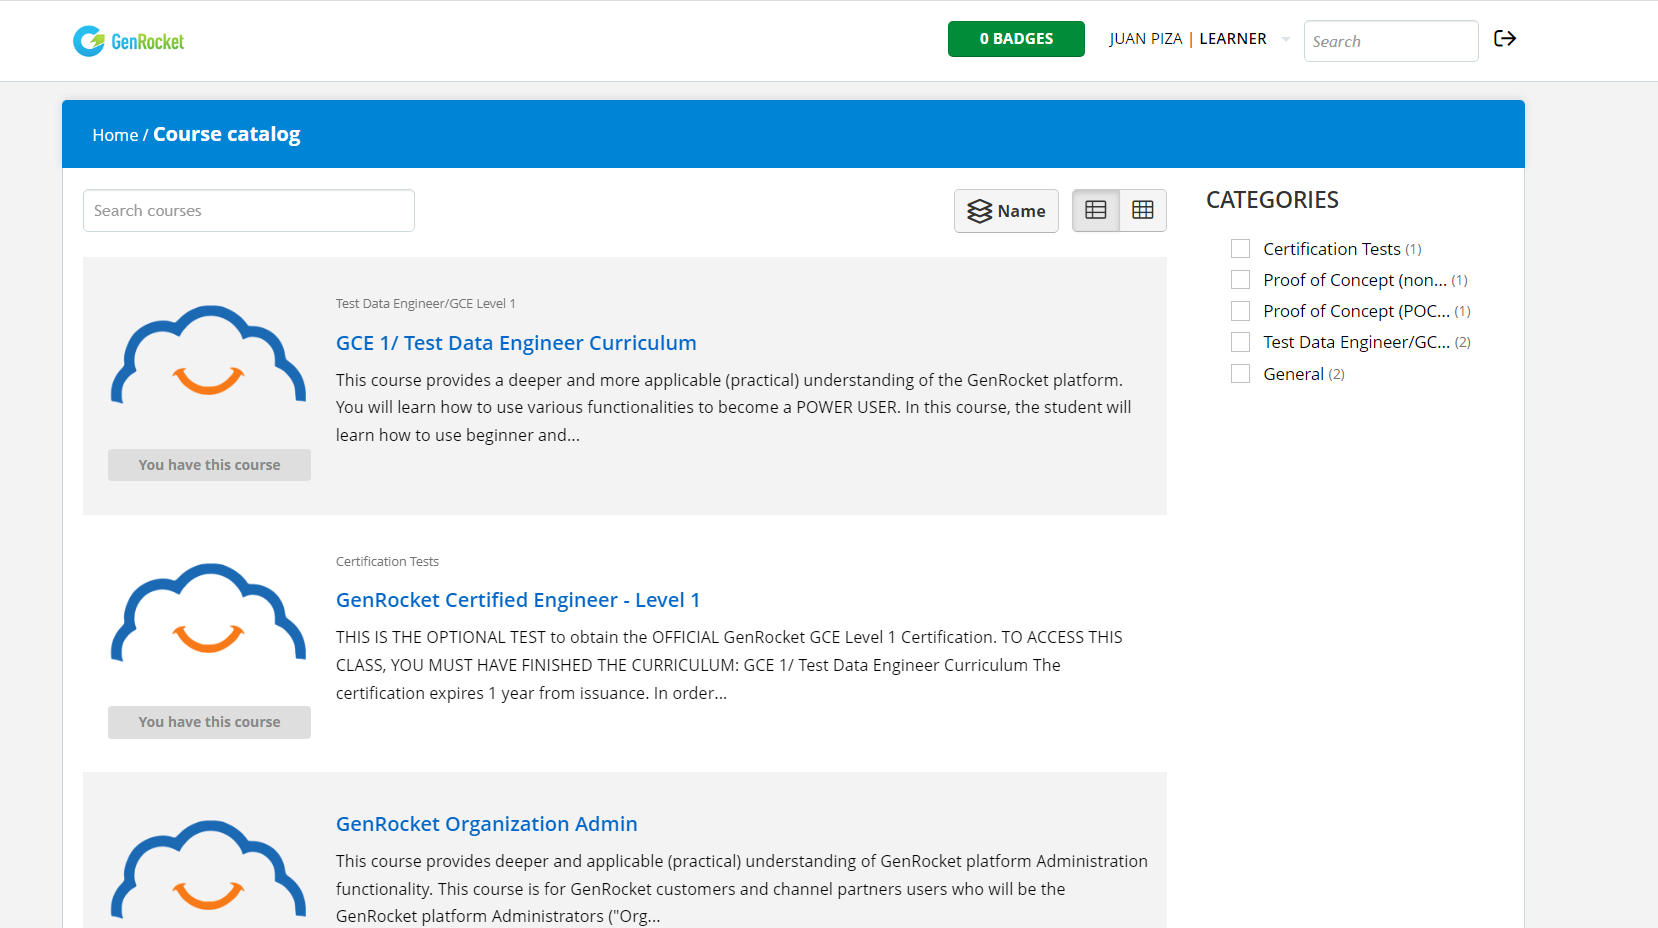 GenRocket
0 BADGES
JUAN PIZA | LEARNER
Search
Home / Course catalog
Search courses
Name
Test Data Engineer/GCE Level 1
GCE 1/ Test Data Engineer Curriculum
This course provides a deeper and more applicable (practical) understanding of the GenRocket platform.
You will learn how to use various functionalities to become a POWER USER. In this course, the student will
learn how to use beginner and...
You have this course
Certification Tests
GenRocket Certified Engineer - Level 1
THIS IS THE OPTIONAL TEST to obtain the OFFICIAL GenRocket GCE Level 1 Certification. TO ACCESS THIS
CLASS, YOU MUST HAVE FINISHED THE CURRICULUM: GCE 1/ Test Data Engineer Curriculum The
certification expires 1 year from issuance. In order...
You have this course
GenRocket Organization Admin
This course provides deeper and applicable (practical) understanding of GenRocket platform Administration
functionality. This course is for GenRocket customers and channel partners users who will be the
GenRocket platform Administrators ("Org...
CATEGORIES
Certification Tests (1)
Proof of Concept (non... (1)
Proof of Concept (POC... (1)
Test Data Engineer/GC... (2)
General (2)